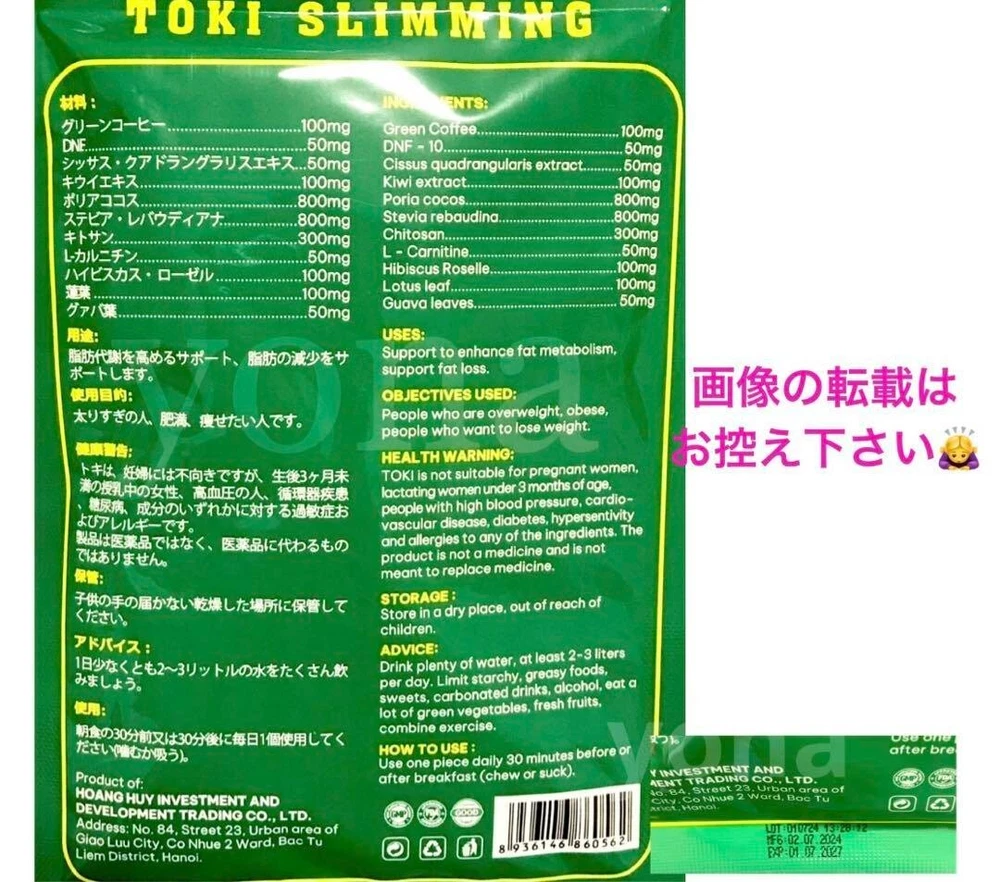 TOKI SLIMMING
材料:
グリーンコーヒー...100mg
DNF...50mg
シッサス・クアドラングラリスエキス...50mg
キウイエキス...100mg
ポリアココス...800mg
ステビア・レバウディアナ...800mg
キトサン...300mg
L-カルニチン...50mg
ハイビスカス・ローゼル...100mg
蓮葉...100mg
グァバ葉...50mg
用途:
脂肪代謝を高めるサポート、脂肪の減少をサ
ポートします。
使用目的:
太りすぎの人、肥満、痩せたい人です。
健康警告:
トキは、妊婦には不向きですが、生後3ヶ月未
満の授乳中の女性、高血圧の人、循環器疾患
、糖尿病、成分のいずれかに対する過敏症お
よびアレルギーです。
製品は医薬品ではなく、医薬品に代わるもの
ではありません。
保管:
子供の手の届かない乾燥した場所に保管して
ください。
アドバイス:
1日少なくとも2~3リットルの水をたくさん飲
みましょう。
使用:
朝食の30分前又は30分後に毎日1個使用してく
ださい(噛むか吸う)。
Product of:
HOANG HUY INVESTMENT AND
DEVELOPMENT TRADING CO., LTD.
Address: No. 84, Street 23, Urban area of
Giao Luu City, Co Nhue 2 Ward, Bac Tu
Liem District, Hanoi.
INGREDIENTS:
Green Coffee...100mg
DNF - 10...50mg
Cissus quadrangularis extract...50mg
Kiwi extract...100mg
Poria cocos...800mg
Stevia rebaudina...800mg
Chitosan...300mg
L - Carnitine...50mg
Hibiscus Roselle...100mg
Lotus leaf...100mg
Guava leaves...50mg
USES:
Support to enhance fat metabolism,
support fat loss.
OBJECTIVES USED:
People who are overweight, obese,
people who want to lose weight.
HEALTH WARNING:
TOKI is not suitable for pregnant women,
lactating women under 3 months of age,
people with high blood pressure, cardio-
vascular disease, diabetes, hypersentivity
and allergies to any of the ingredients. The
product is not a medicine and is not
meant to replace medicine.
STORAGE :
Store in a dry place, out of reach of
children.
ADVICE:
Drink plenty of water, at least 2-3 liters
per day. Limit starchy, greasy foods,
sweets, carbonated drinks, alcohol, eat a
lot of green vegetables, fresh fruits,
combine exercise.
HOW TO USE :
Use one piece daily 30 minutes before or
after breakfast (chew or suck).
GMP
FDA
GOOD
8 936146 860562
yona
画像の転載は
お控え下さい🙇
yona
Use one
after brea
Y INVESTMENT AND
MENT TRADING CO., LTD.
No. 84, Street 23, Urban area of
City, Co Nhue 2 Ward, Bac Tu
District, Hanoi.
GMP
FDA
LOT:010724 13:28:12
MFG:02.07.2024
EXP:01.07.2027